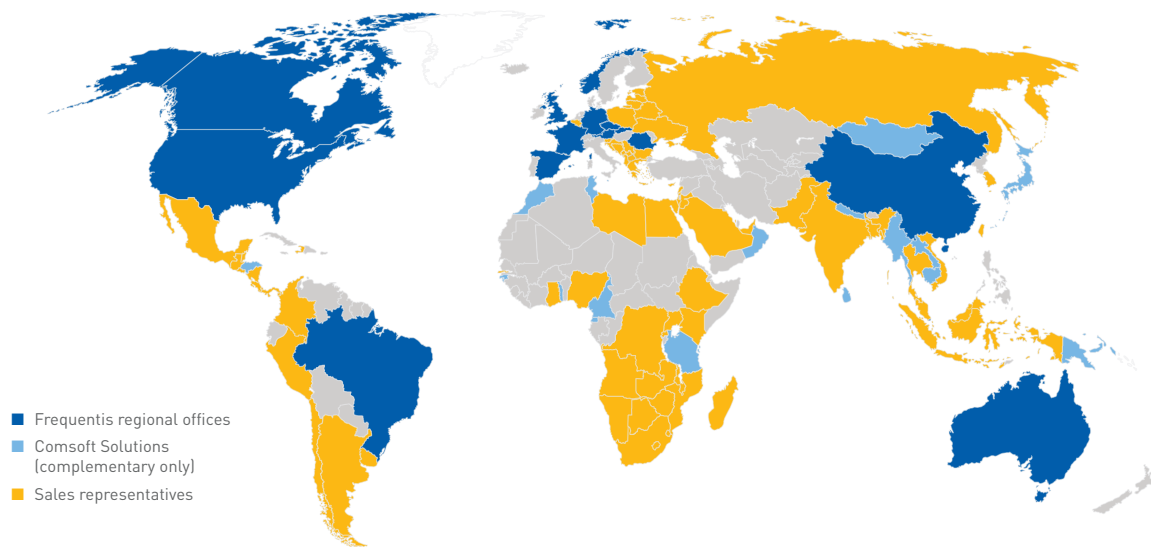 Frequentis regional offices
Comsoft Solutions
(complementary only)
Sales representatives